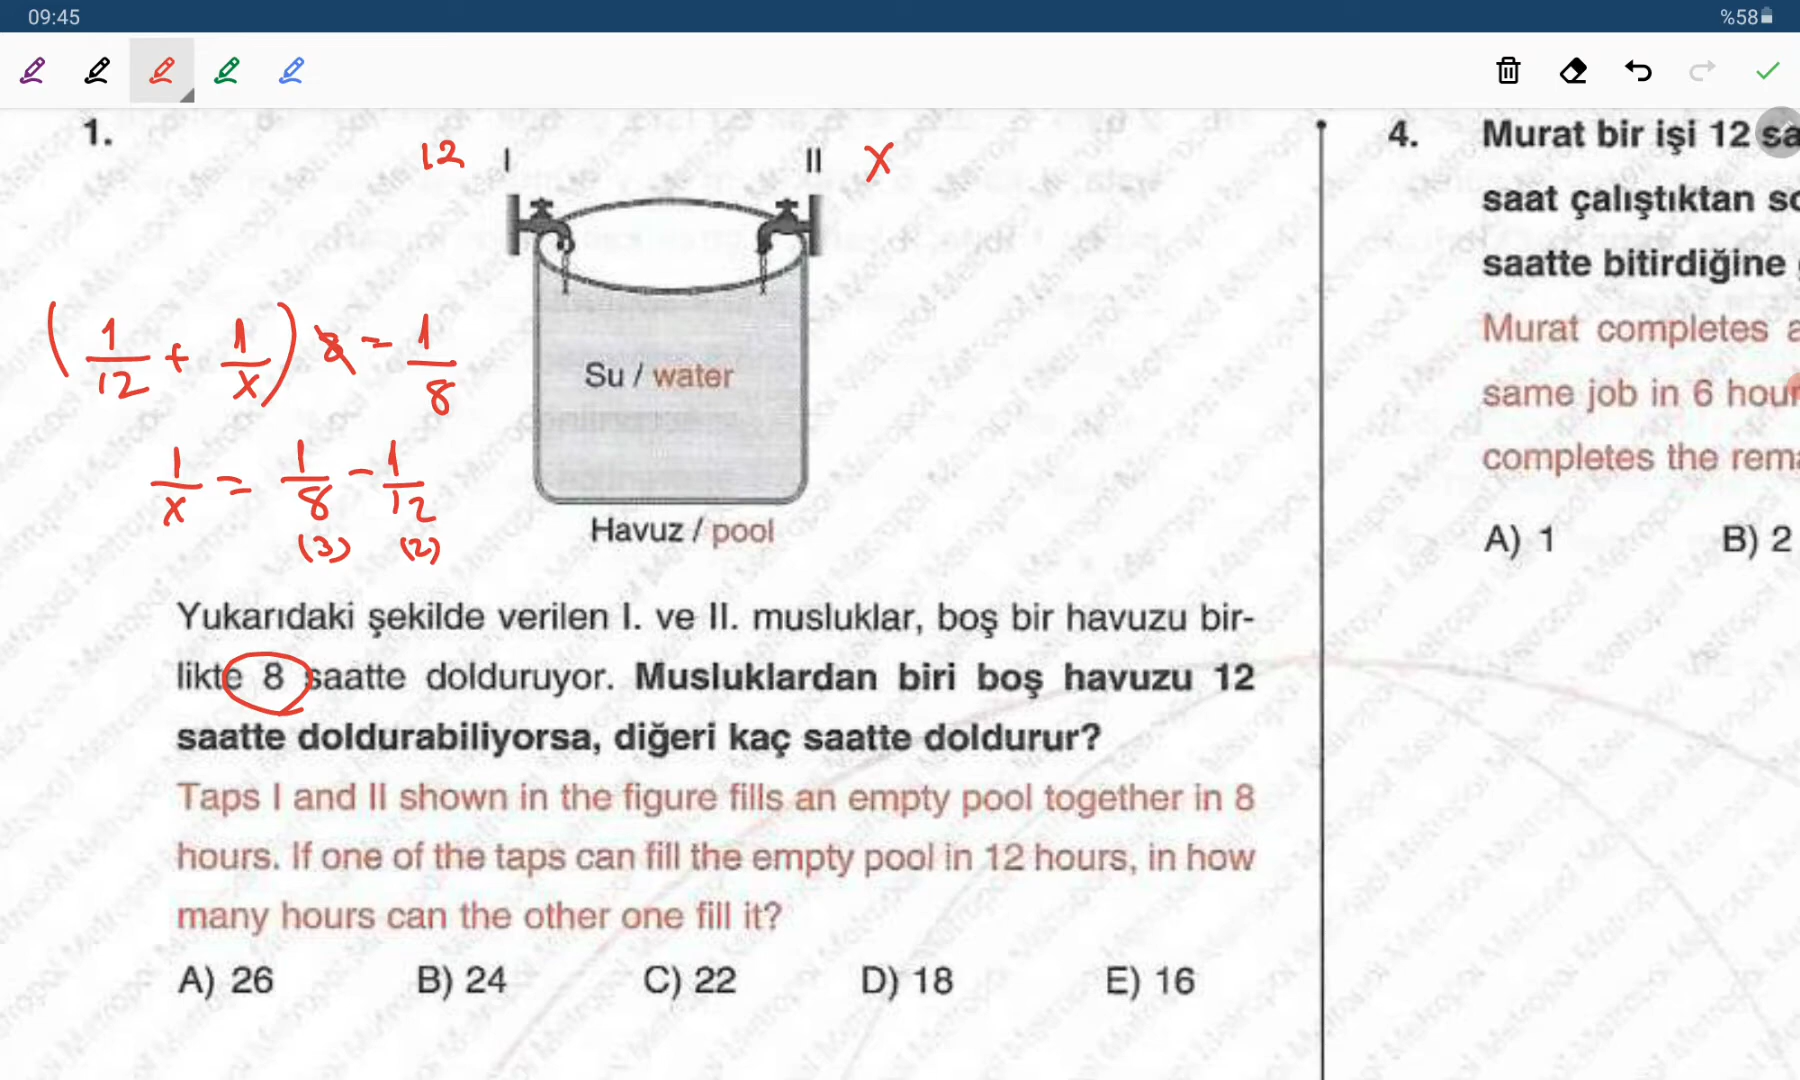 09:45
%58
1.
12 I II X
(1/12 + 1/x) 8 = 1/8
1/x = 1/8 - 1/12
(3) (2)
Su / water
Havuz / pool
Yukarıdaki şekilde verilen I. ve II. musluklar, boş bir havuzu bir-
likte 8 saatte dolduruyor. Musluklardan biri boş havuzu 12
saatte doldurabiliyorsa, diğeri kaç saatte doldurur?
Taps I and II shown in the figure fills an empty pool together in 8
hours. If one of the taps can fill the empty pool in 12 hours, in how
many hours can the other one fill it?
A) 26 B) 24 C) 22 D) 18 E) 16
4. Murat bir işi 12 sa
saat çalıştıktan so
saatte bitirdiğine
Murat completes a
same job in 6 hour
completes the rema
A) 1 B) 2